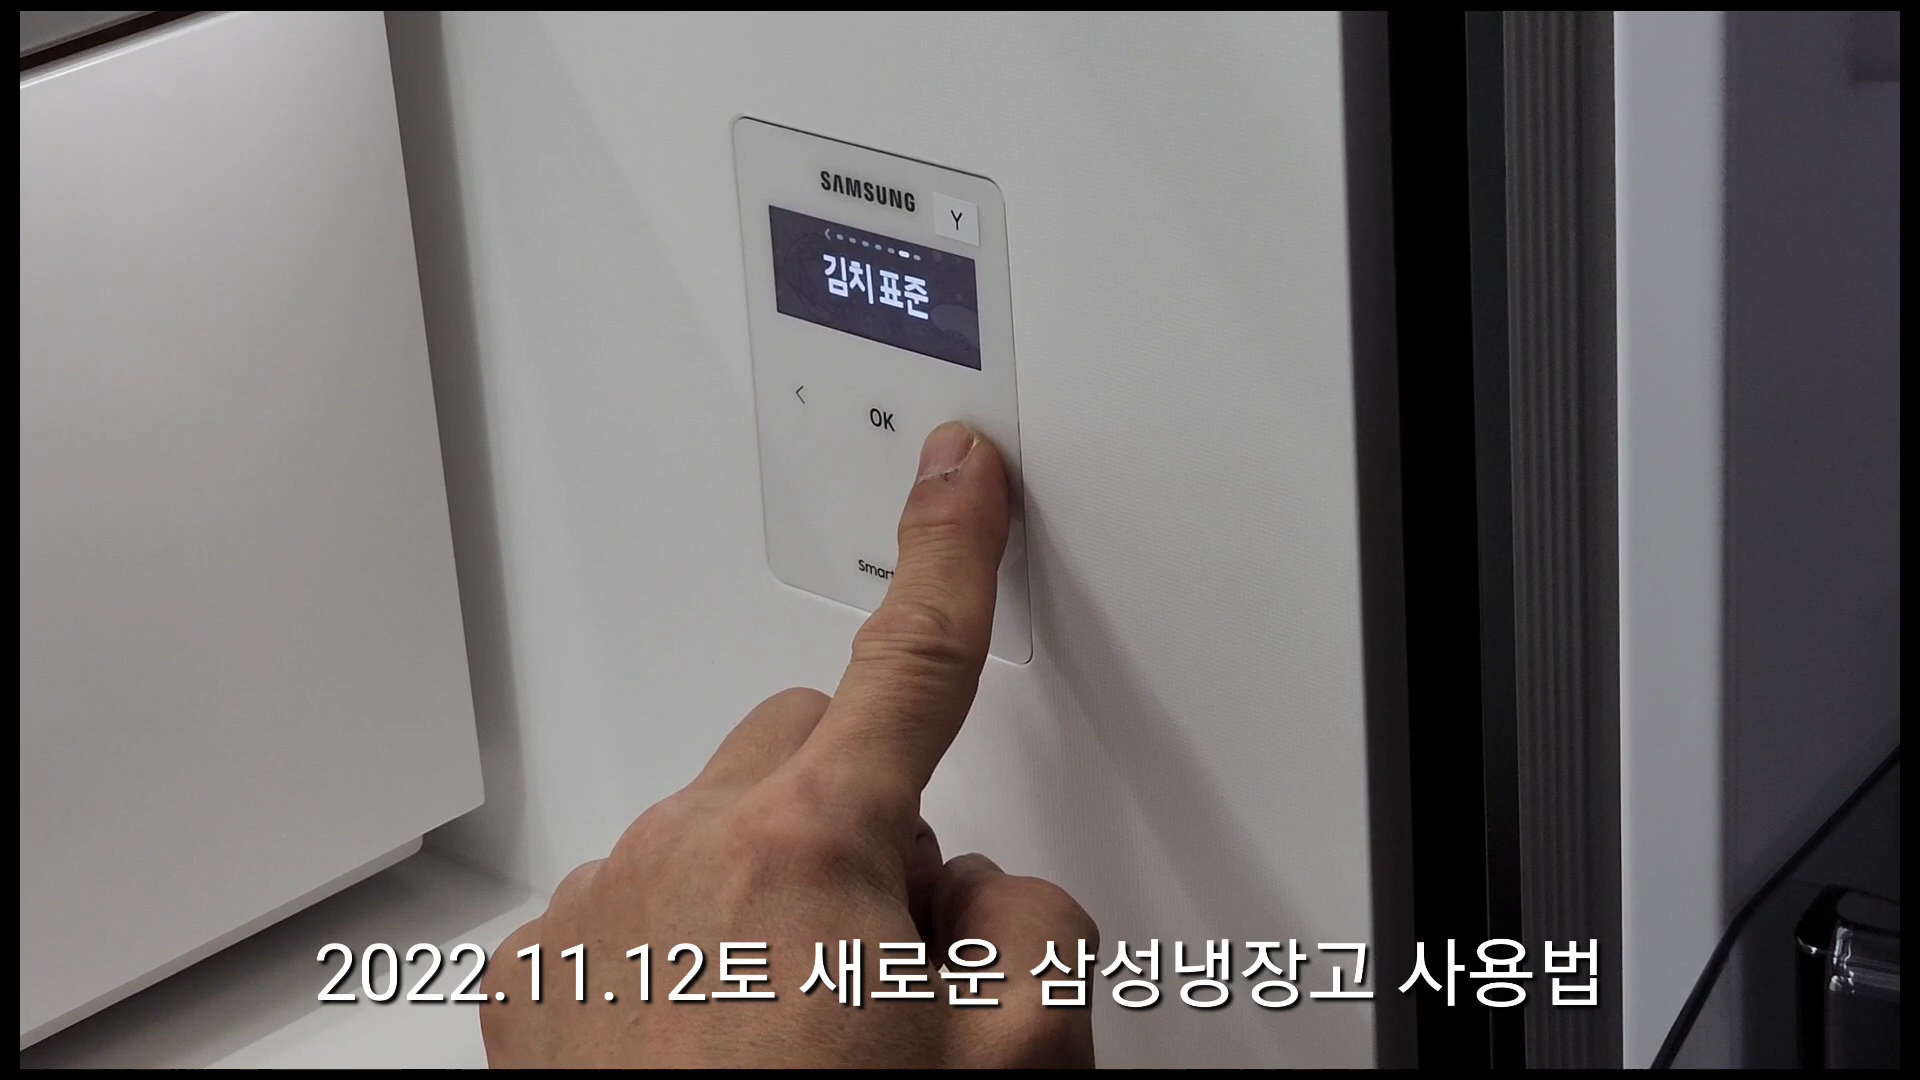 SAMSUNG
Y
<
김치 표준
<
OK
Smart
2022.11.12토 새로운 삼성냉장고 사용법